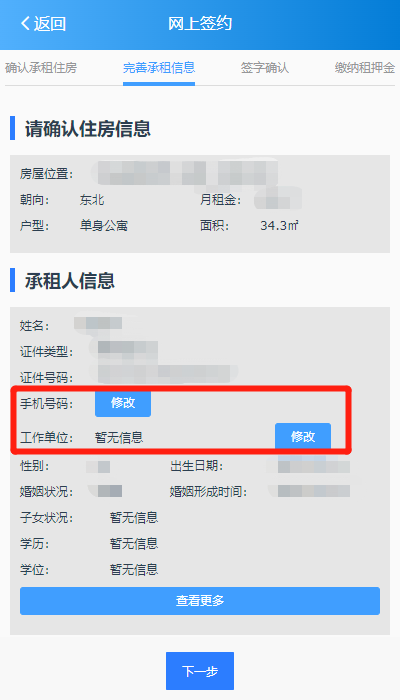 返回 网上签约
确认承租住房 完善承租信息 签字确认 缴纳租押金
请确认住房信息
房屋位置:
朝向: 东北 月租金:
户型: 单身公寓 面积: 34.3㎡
承租人信息
姓名:
证件类型:
证件号码:
手机号码: 修改
工作单位: 暂无信息 修改
性别: 出生日期:
婚姻状况: 婚姻形成时间:
子女状况: 暂无信息
学历: 暂无信息
学位: 暂无信息
查看更多
下一步